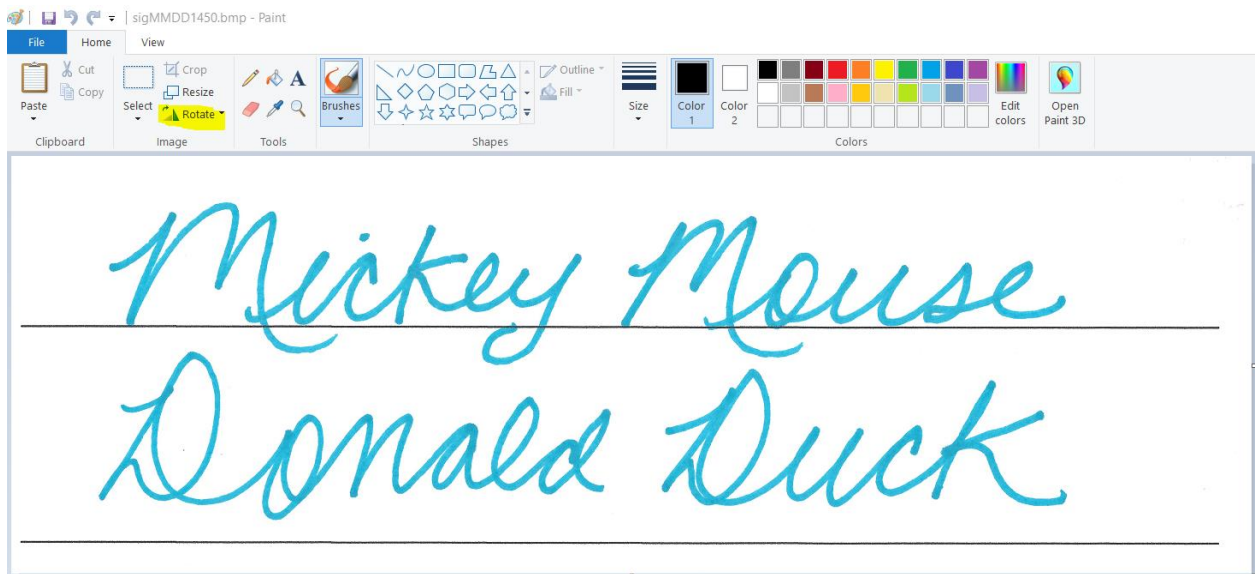 sigMMDD1450.bmp - Paint
File Home View
Paste Cut Copy Select Crop Resize Rotate A Brushes Outline Fill Size Color 1 Color 2 Edit colors Open Paint 3D
Clipboard Image Tools Shapes Colors
Mickey Mouse
Donald Duck